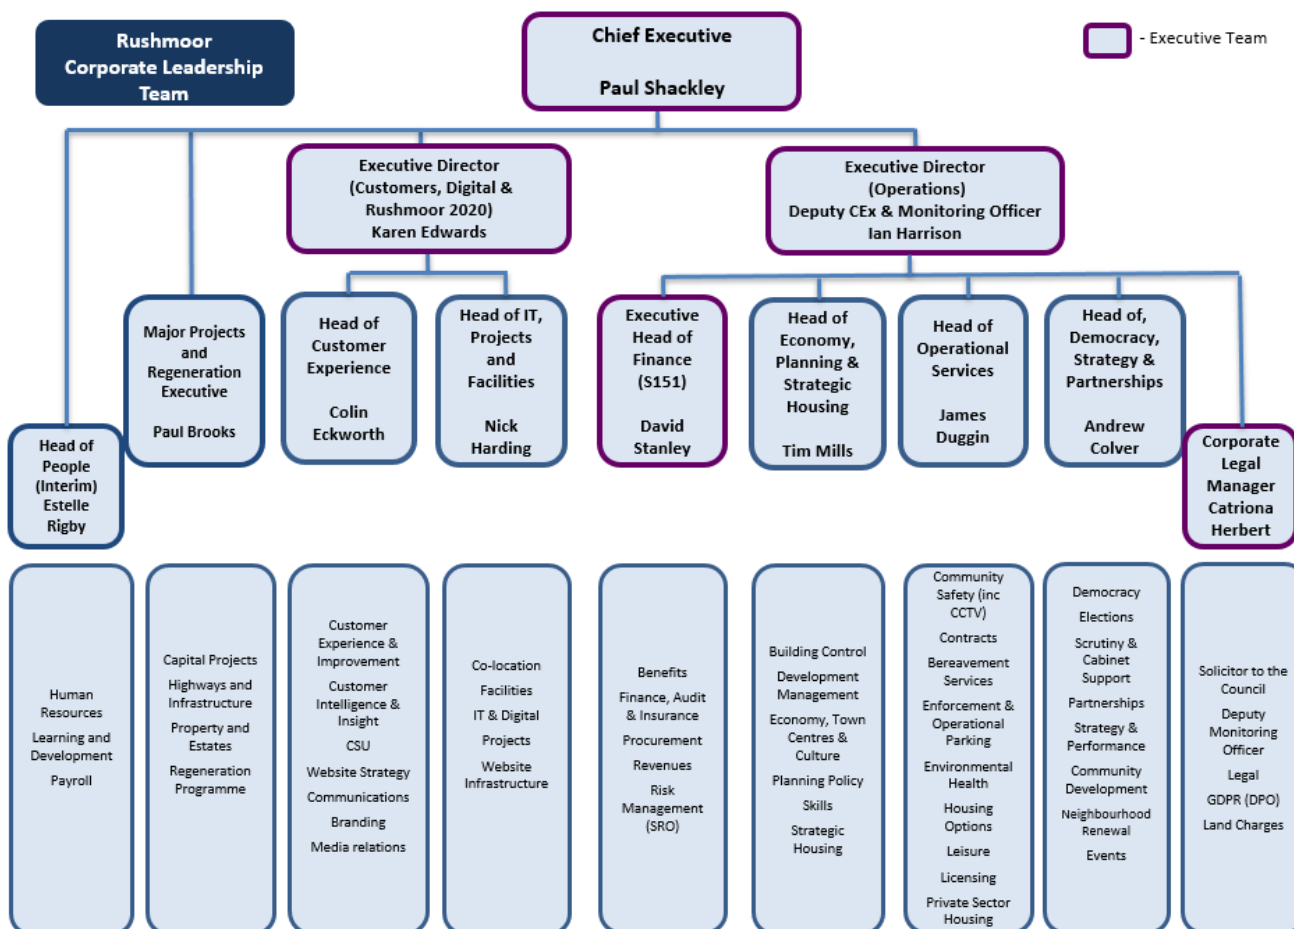 Rushmoor
Corporate Leadership
Team
Chief Executive
Paul Shackley
- Executive Team
Executive Director
(Customers, Digital &
Rushmoor 2020)
Karen Edwards
Executive Director
(Operations)
Deputy CEx & Monitoring Officer
Ian Harrison
Head of
People
(Interim)
Estelle
Rigby
Major Projects
and
Regeneration
Executive
Paul Brooks
Head of
Customer
Experience
Colin
Eckworth
Head of IT,
Projects
and
Facilities
Nick
Harding
Executive
Head of
Finance
(S151)
David
Stanley
Head of
Economy,
Planning &
Strategic
Housing
Tim Mills
Head of
Operational
Services
James
Duggin
Head of,
Democracy,
Strategy &
Partnerships
Andrew
Colver
Corporate
Legal
Manager
Catriona
Herbert
Human
Resources
Learning and
Development
Payroll
Capital Projects
Highways and
Infrastructure
Property and
Estates
Regeneration
Programme
Customer
Experience &
Improvement
Customer
Intelligence &
Insight
CSU
Website Strategy
Communications
Branding
Media relations
Co-location
Facilities
IT & Digital
Projects
Website
Infrastructure
Benefits
Finance, Audit
& Insurance
Procurement
Revenues
Risk
Management
(SRO)
Building Control
Development
Management
Economy, Town
Centres &
Culture
Planning Policy
Skills
Strategic
Housing
Community
Safety (inc
CCTV)
Contracts
Bereavement
Services
Enforcement &
Operational
Parking
Environmental
Health
Housing
Options
Leisure
Licensing
Private Sector
Housing
Democracy
Elections
Scrutiny &
Cabinet
Support
Partnerships
Strategy &
Performance
Community
Development
Neighbourhood
Renewal
Events
Solicitor to the
Council
Deputy
Monitoring
Officer
Legal
GDPR (DPO)
Land Charges